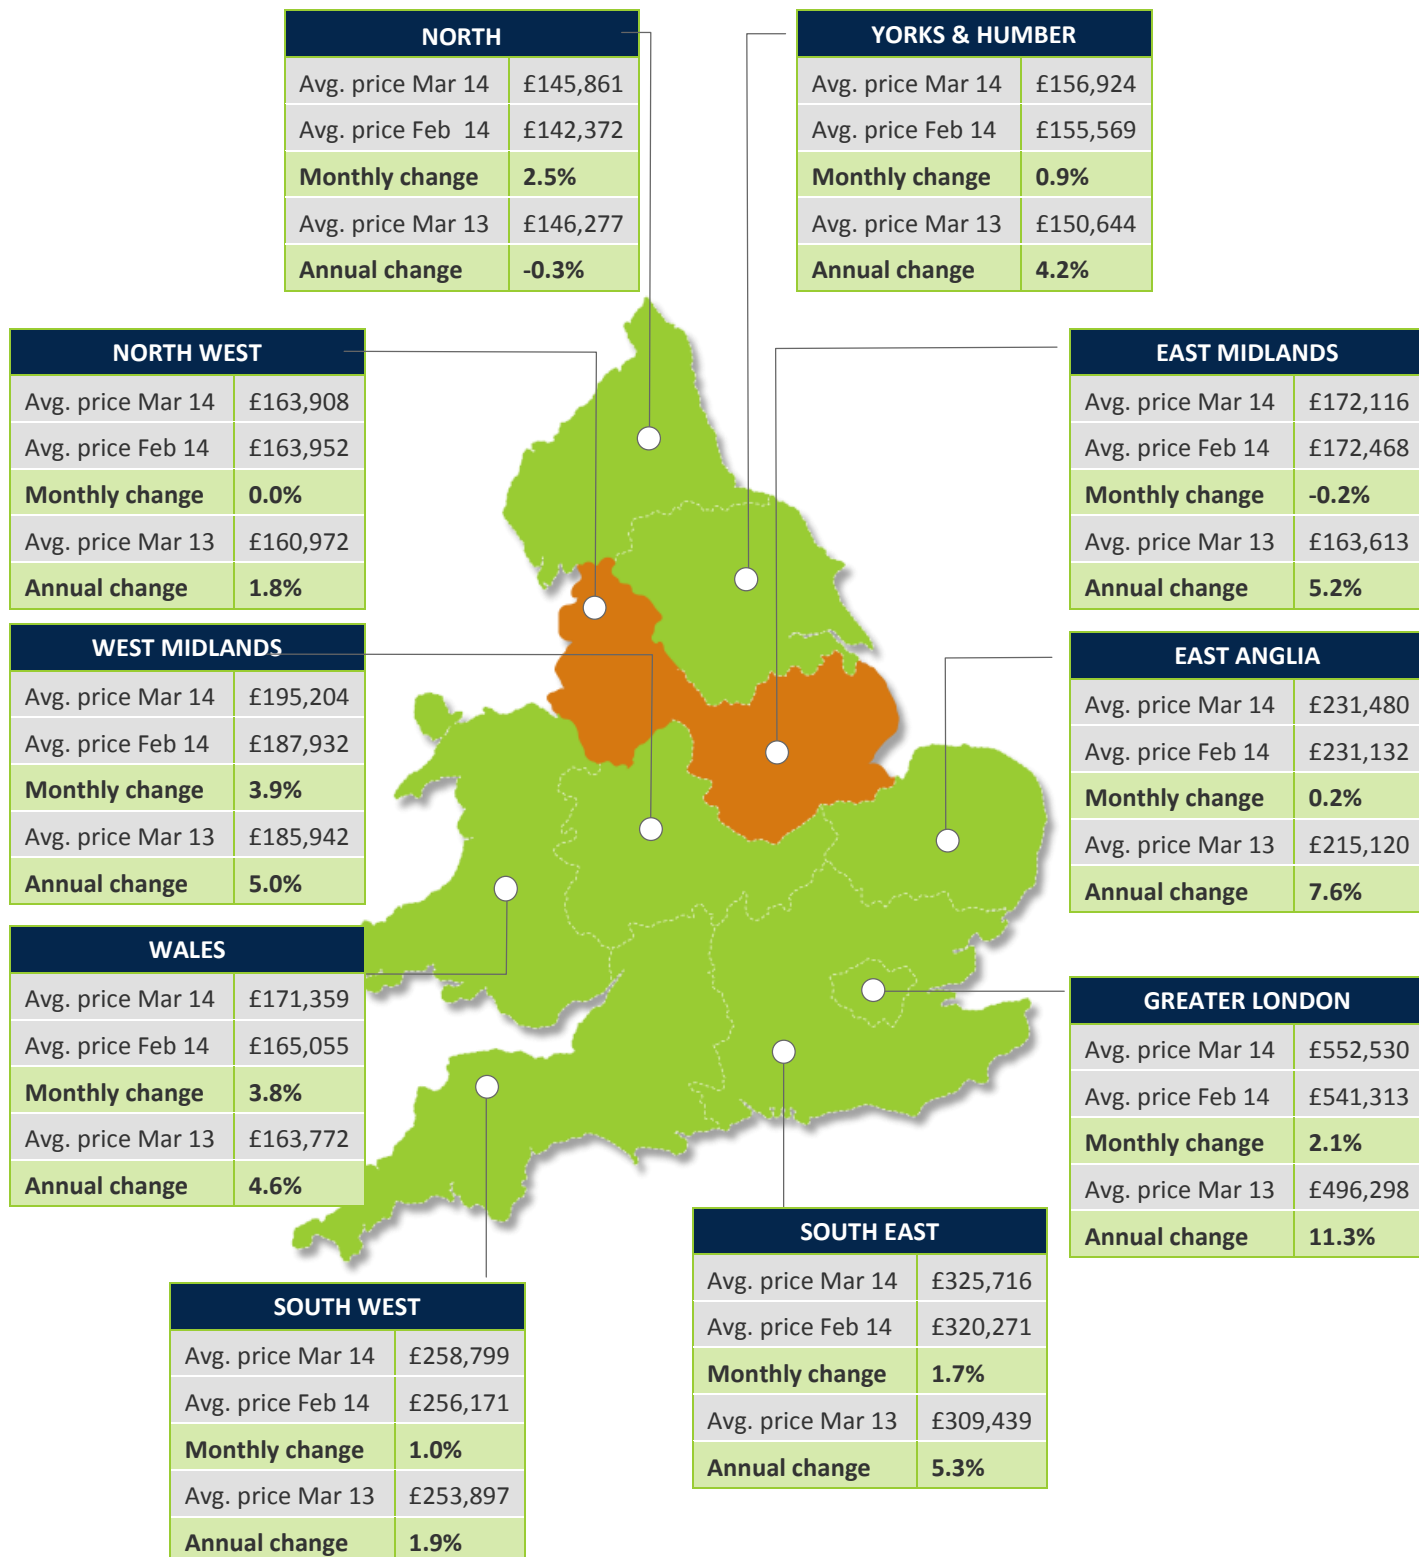 NORTH
Avg. price Mar 14 £145,861
Avg. price Feb 14 £142,372
Monthly change 2.5%
Avg. price Mar 13 £146,277
Annual change -0.3%
YORKS & HUMBER
Avg. price Mar 14 £156,924
Avg. price Feb 14 £155,569
Monthly change 0.9%
Avg. price Mar 13 £150,644
Annual change 4.2%
NORTH WEST
Avg. price Mar 14 £163,908
Avg. price Feb 14 £163,952
Monthly change 0.0%
Avg. price Mar 13 £160,972
Annual change 1.8%
EAST MIDLANDS
Avg. price Mar 14 £172,116
Avg. price Feb 14 £172,468
Monthly change -0.2%
Avg. price Mar 13 £163,613
Annual change 5.2%
WEST MIDLANDS
Avg. price Mar 14 £195,204
Avg. price Feb 14 £187,932
Monthly change 3.9%
Avg. price Mar 13 £185,942
Annual change 5.0%
EAST ANGLIA
Avg. price Mar 14 £231,480
Avg. price Feb 14 £231,132
Monthly change 0.2%
Avg. price Mar 13 £215,120
Annual change 7.6%
WALES
Avg. price Mar 14 £171,359
Avg. price Feb 14 £165,055
Monthly change 3.8%
Avg. price Mar 13 £163,772
Annual change 4.6%
GREATER LONDON
Avg. price Mar 14 £552,530
Avg. price Feb 14 £541,313
Monthly change 2.1%
Avg. price Mar 13 £496,298
Annual change 11.3%
SOUTH WEST
Avg. price Mar 14 £258,799
Avg. price Feb 14 £256,171
Monthly change 1.0%
Avg. price Mar 13 £253,897
Annual change 1.9%
SOUTH EAST
Avg. price Mar 14 £325,716
Avg. price Feb 14 £320,271
Monthly change 1.7%
Avg. price Mar 13 £309,439
Annual change 5.3%